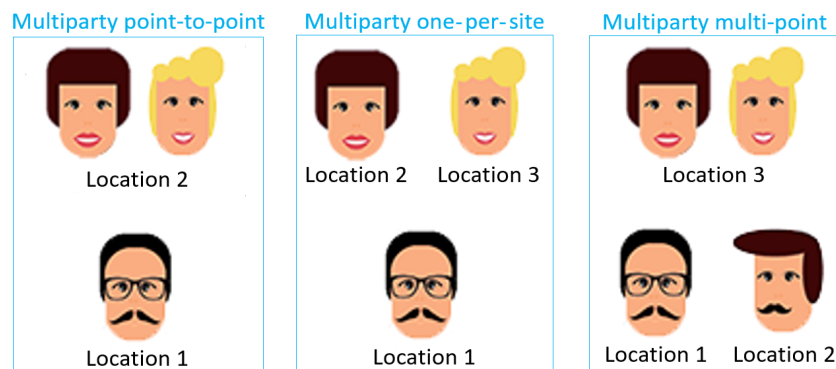 Multiparty point-to-point
Location 2
Location 1
Multiparty one-per-site
Location 2 Location 3
Location 1
Multiparty multi-point
Location 3
Location 1 Location 2